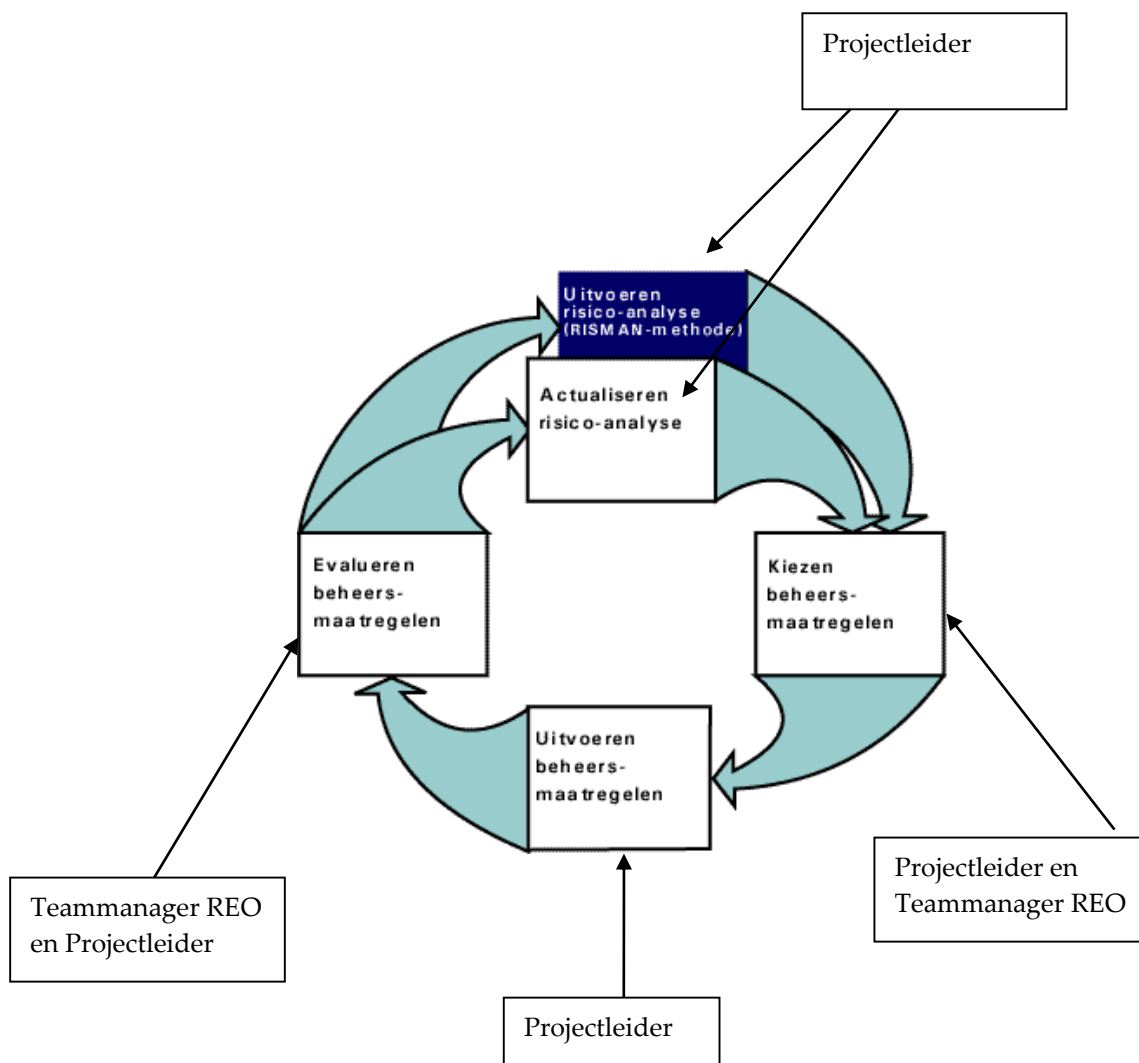 Projectleider
Uitvoeren
risico-analyse
(RISMAN-methode)
Actualiseren
risico-analyse
Evalueren
beheers-
maatregelen
Kiezen
beheers-
maatregelen
Uitvoeren
beheers-
maatregelen
Projectleider en
Teammanager REO
Teammanager REO
en Projectleider
Projectleider